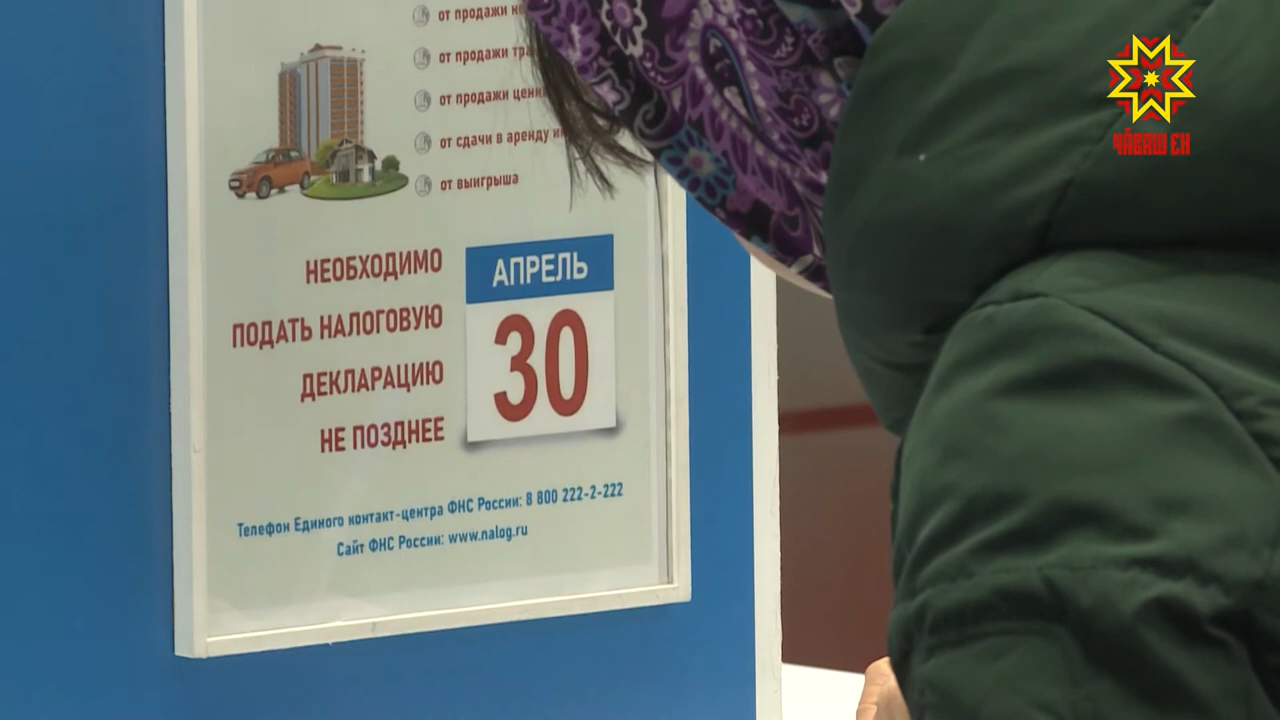 от продажи
от продажи
от продажи
от сдачи в аренду
от выигрыша
НЕОБХОДИМО
ПОДАТЬ НАЛОГОВУЮ
ДЕКЛАРАЦИЮ
НЕ ПОЗДНЕЕ
АПРЕЛЬ
30
Телефон Единого контакт-центра ФНС России: 8 800 222-2-222
Сайт ФНС России: www.nalog.ru
ЧӐВАШ ЕН